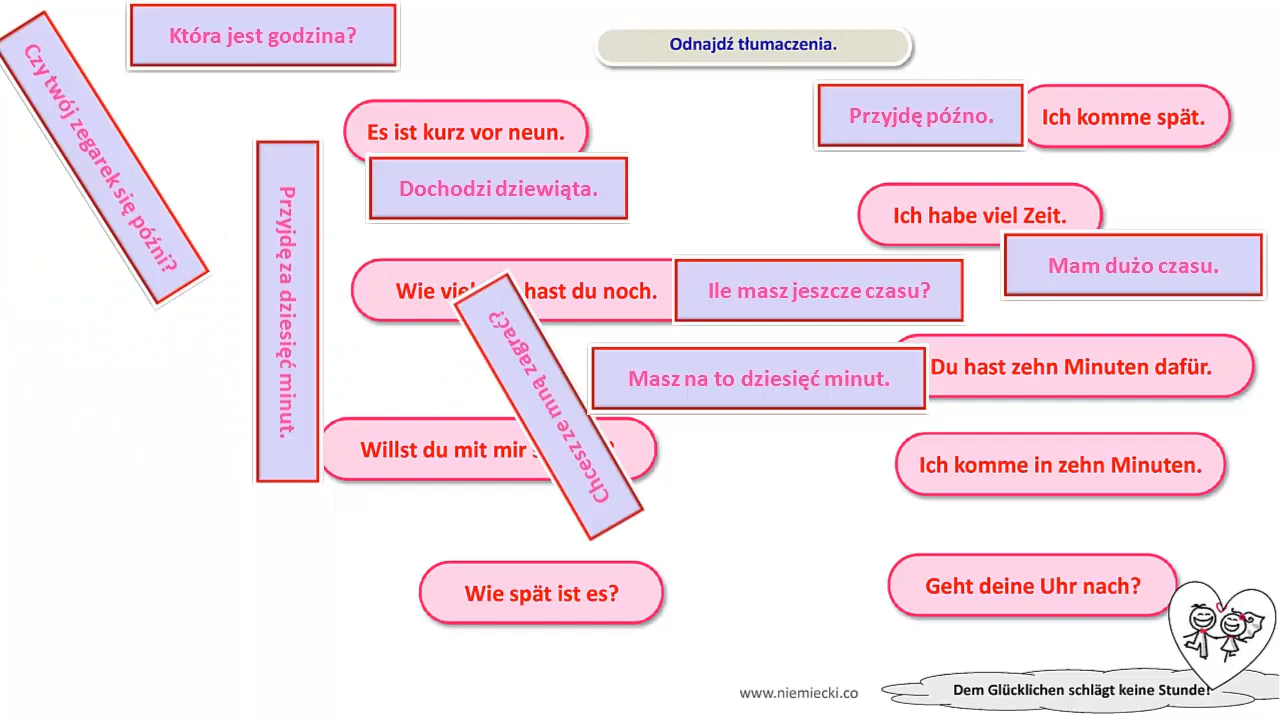 Która jest godzina?
Odnajdź tłumaczenia.
Czy twój zegarek się późni?
Es ist kurz vor neun.
Dochodzi dziewiąta.
Przyjdę późno.
Ich komme spät.
Ich habe viel Zeit.
Mam dużo czasu.
Przyjdę za dziesięć minut.
Wie hast du noch.
Ile masz jeszcze czasu?
Chcesz ze mną zagrać?
Masz na to dziesięć minut.
Du hast zehn Minuten dafür.
Willst du mit mir
Ich komme in zehn Minuten.
Wie spät ist es?
Geht deine Uhr nach?
www.niemiecki.co
Dem Glücklichen schlägt keine Stunde!